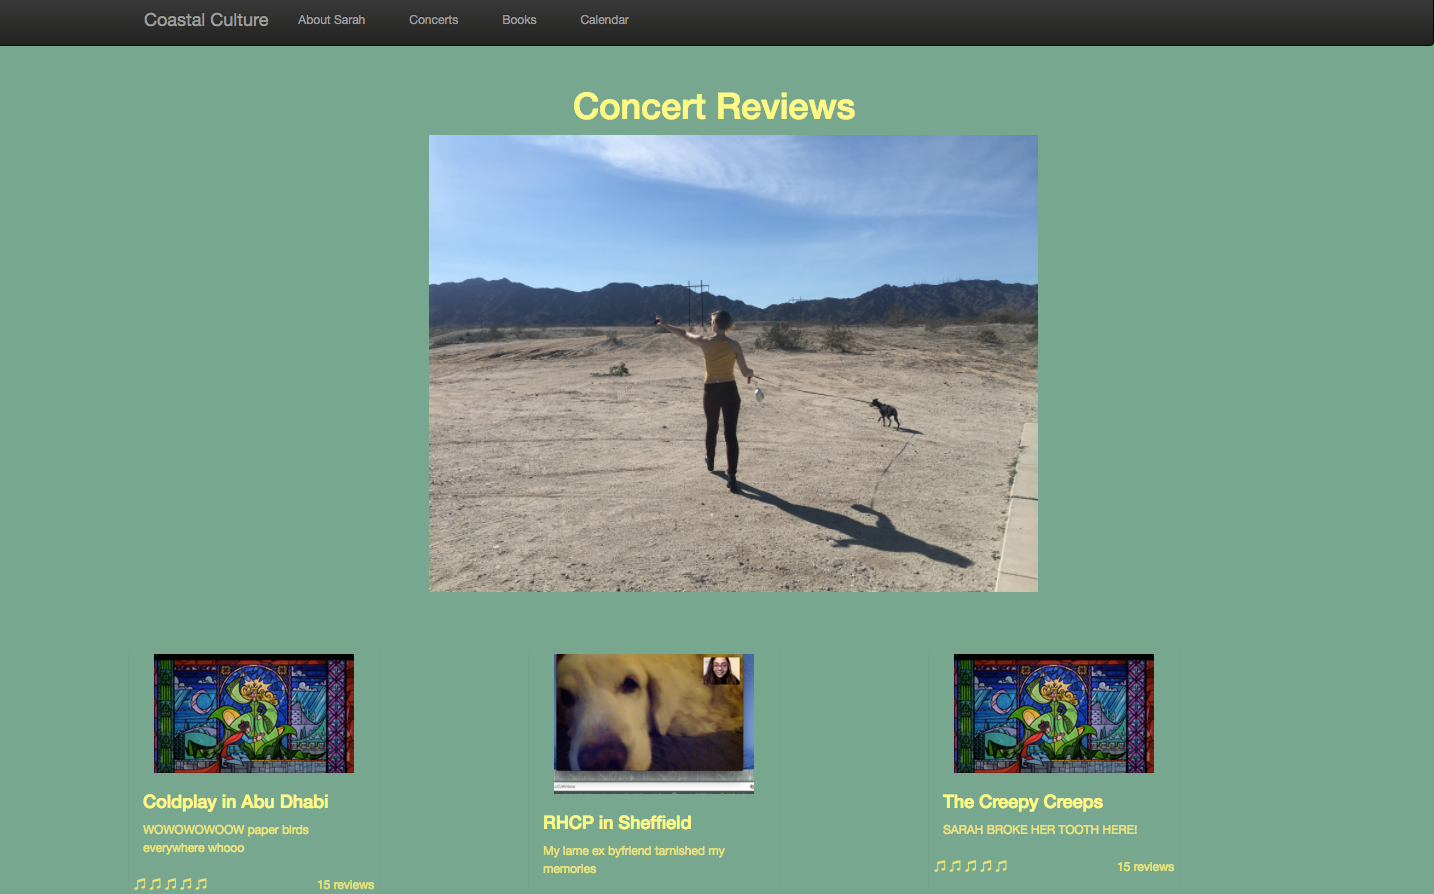 Coastal Culture About Sarah Concerts Books Calendar
Concert Reviews
Coldplay in Abu Dhabi
WOWOWOWOOW paper birds
everywhere whooo
♫ ♫ ♫ ♫ ♫ 15 reviews
RHCP in Sheffield
My lame ex byfriend tarnished my
memories
The Creepy Creeps
SARAH BROKE HER TOOTH HERE!
♫ ♫ ♫ ♫ ♫ 15 reviews